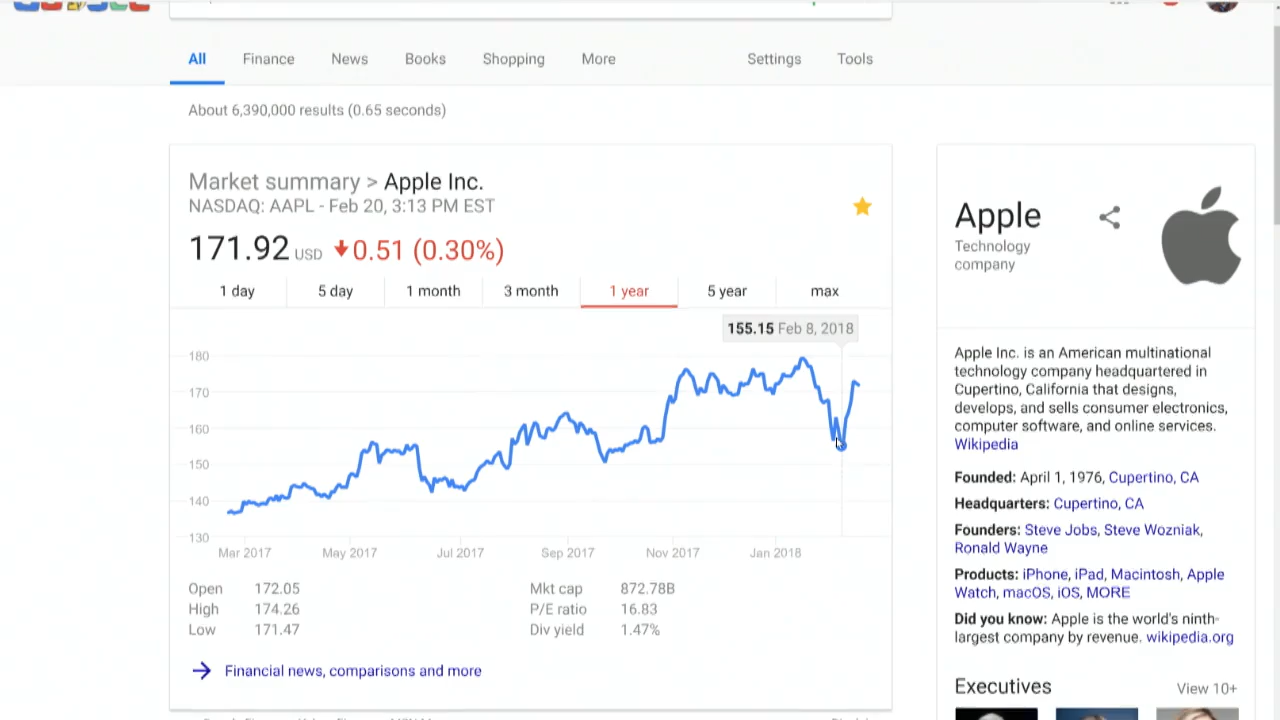 All
Finance
News
Books
Shopping
More
Settings
Tools
About 6,390,000 results (0.65 seconds)
Market summary > Apple Inc.
NASDAQ: AAPL - Feb 20, 3:13 PM EST
171.92 USD 0.51 (0.30%)
1 day
5 day
1 month
3 month
1 year
5 year
max
155.15 Feb 8, 2018
180
170
160
150
140
130
Mar 2017
May 2017
Jul 2017
Sep 2017
Nov 2017
Jan 2018
Open 172.05
High 174.26
Low 171.47
Mkt cap 872.78B
P/E ratio 16.83
Div yield 1.47%
Financial news, comparisons and more
Apple
Technology
company
Apple Inc. is an American multinational
technology company headquartered in
Cupertino, California that designs,
develops, and sells consumer electronics,
computer software, and online services.
Wikipedia
Founded: April 1, 1976, Cupertino, CA
Headquarters: Cupertino, CA
Founders: Steve Jobs, Steve Wozniak,
Ronald Wayne
Products: iPhone, iPad, Macintosh, Apple
Watch, macOS, iOS, MORE
Did you know: Apple is the world's ninth-
largest company by revenue. wikipedia.org
Executives
View 10+